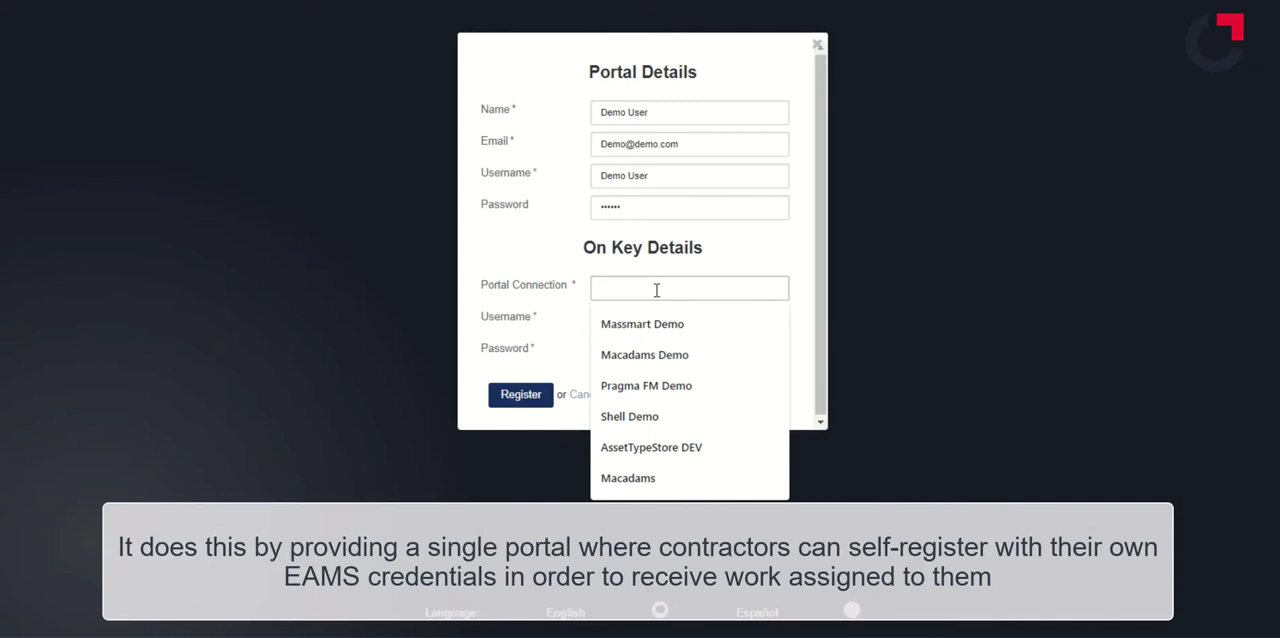 Portal Details
Name *
Demo User
Email *
Demo@demo.com
Username *
Demo User
Password
••••••
On Key Details
Portal Connection *
Username *
Password *
Massmart Demo
Macadams Demo
Pragma FM Demo
Shell Demo
AssetTypeStore DEV
Macadams
Register or
It does this by providing a single portal where contractors can self-register with their own
EAMS credentials in order to receive work assigned to them
Language: English Español